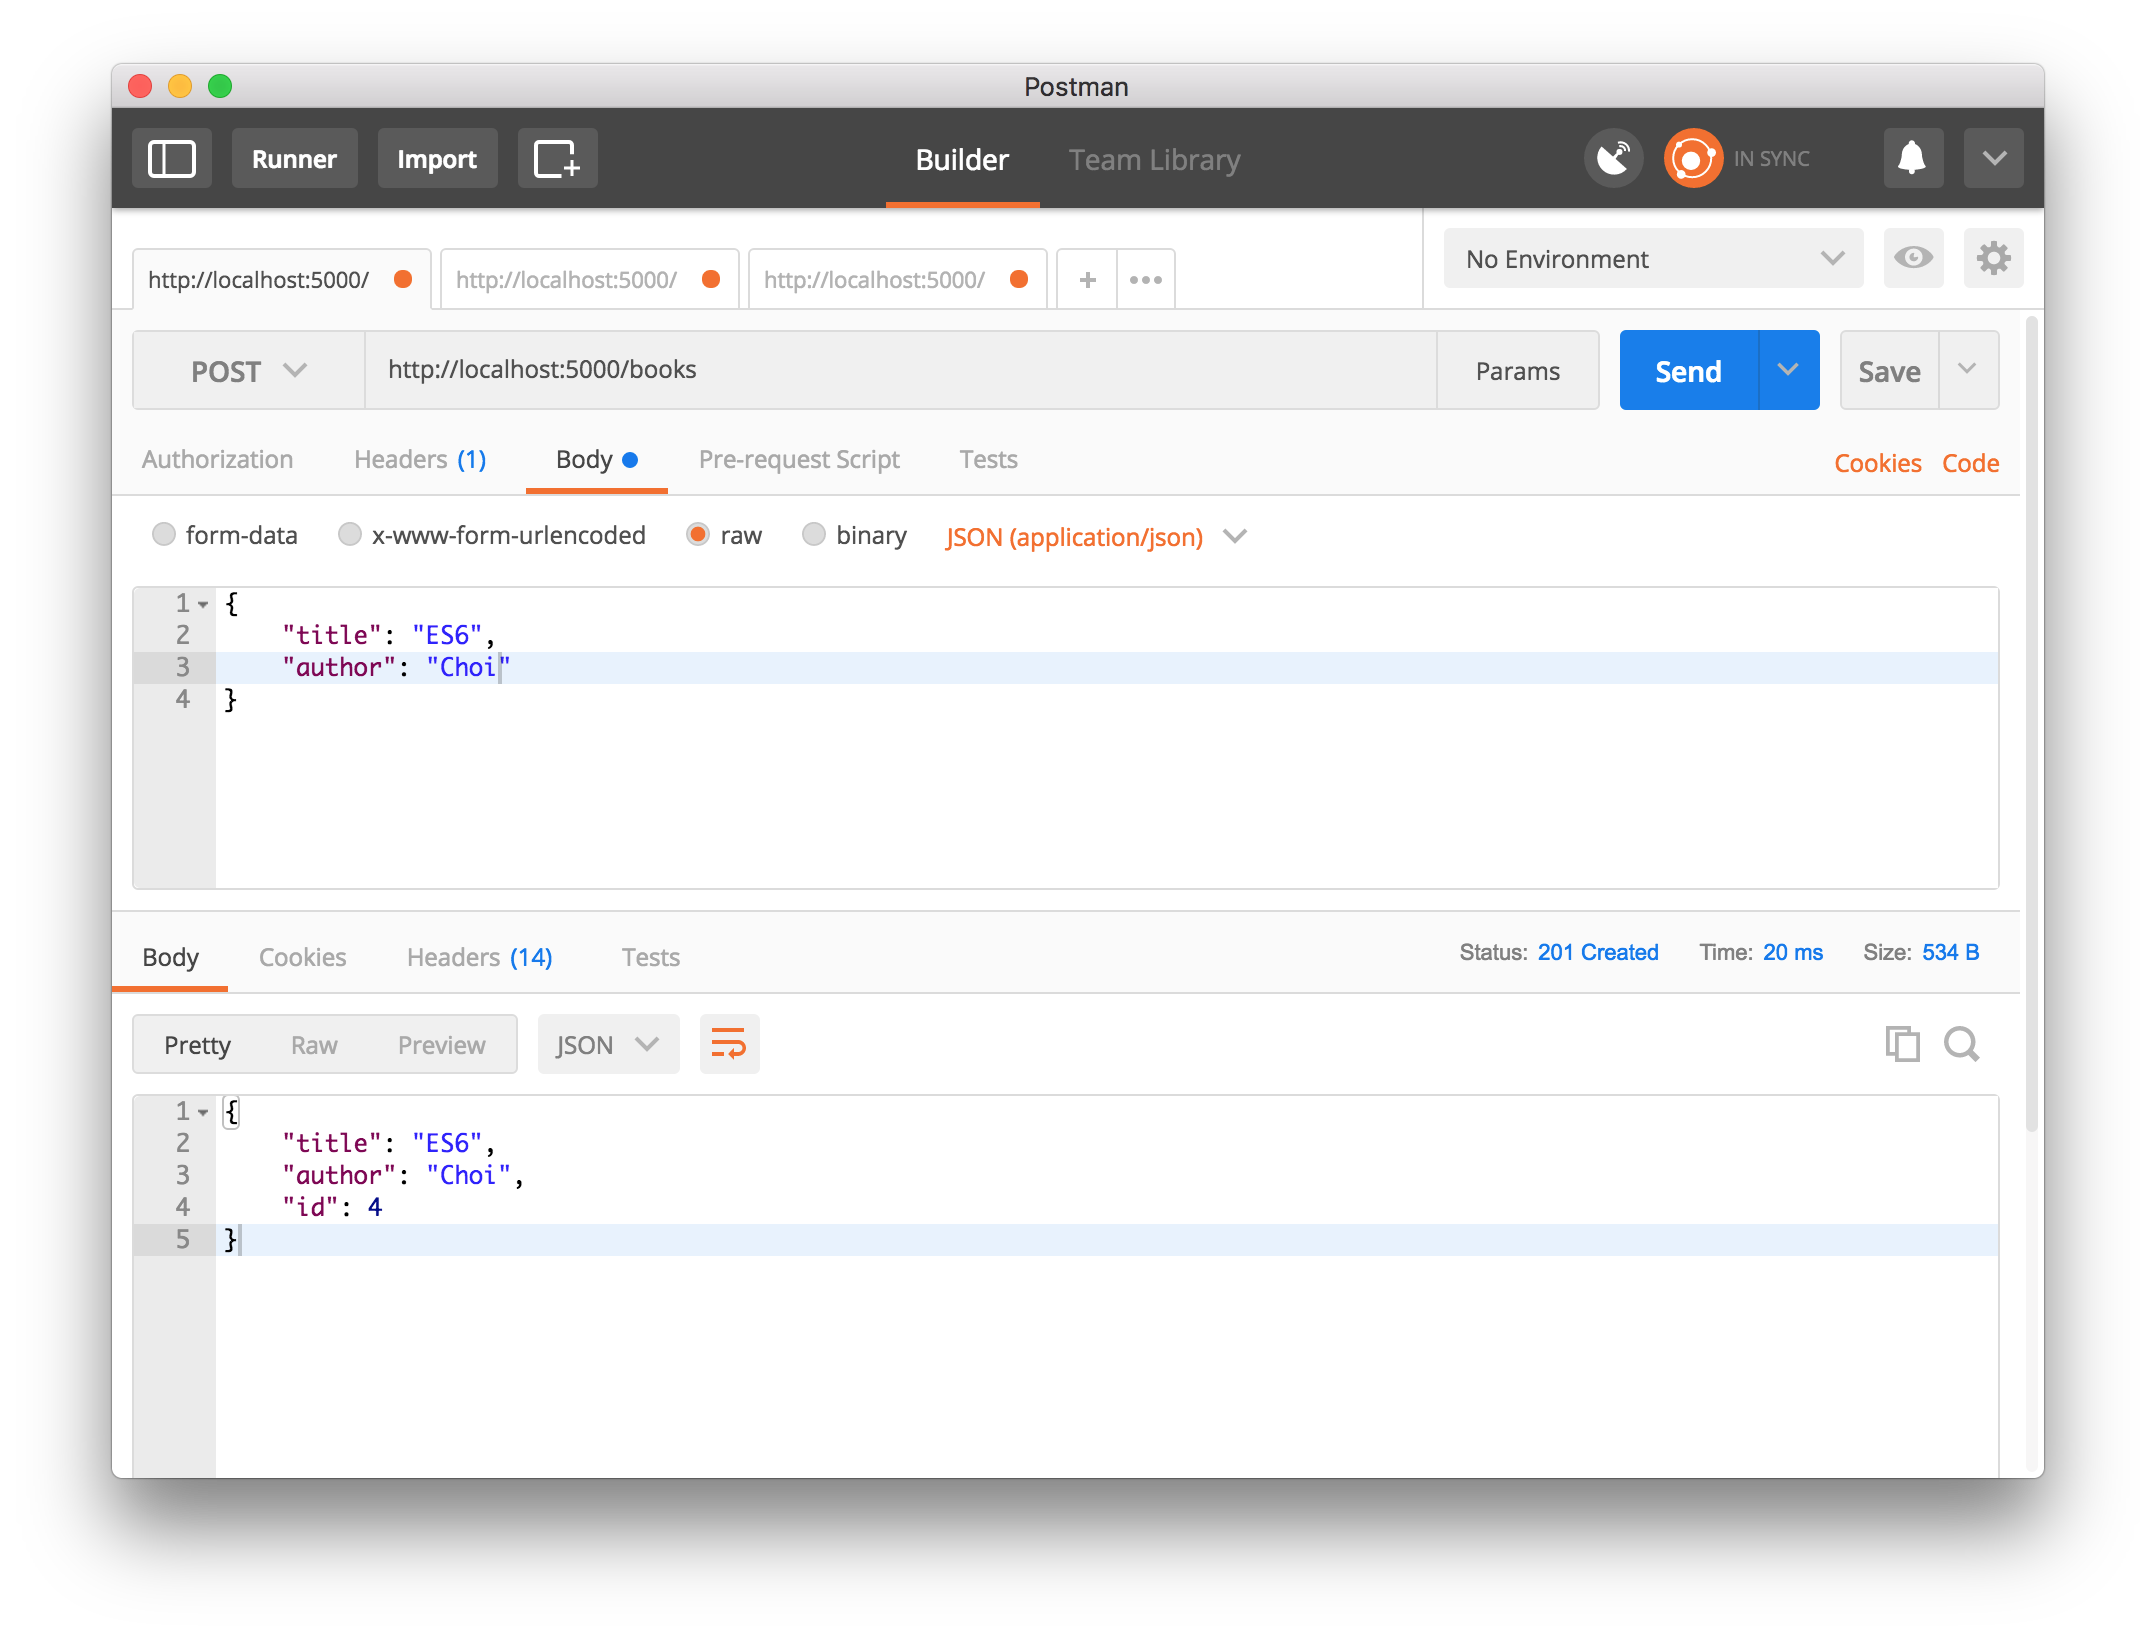 Postman
Runner Import Builder Team Library IN SYNC
http://localhost:5000/ http://localhost:5000/ http://localhost:5000/ No Environment
POST http://localhost:5000/books Params Send Save
Authorization Headers (1) Body Pre-request Script Tests Cookies Code
form-data x-www-form-urlencoded raw binary JSON (application/json)
1 {
2 "title": "ES6",
3 "author": "Choi"
4 }
Body Cookies Headers (14) Tests Status: 201 Created Time: 20 ms Size: 534 B
Pretty Raw Preview JSON
1 {
2 "title": "ES6",
3 "author": "Choi",
4 "id": 4
5 }